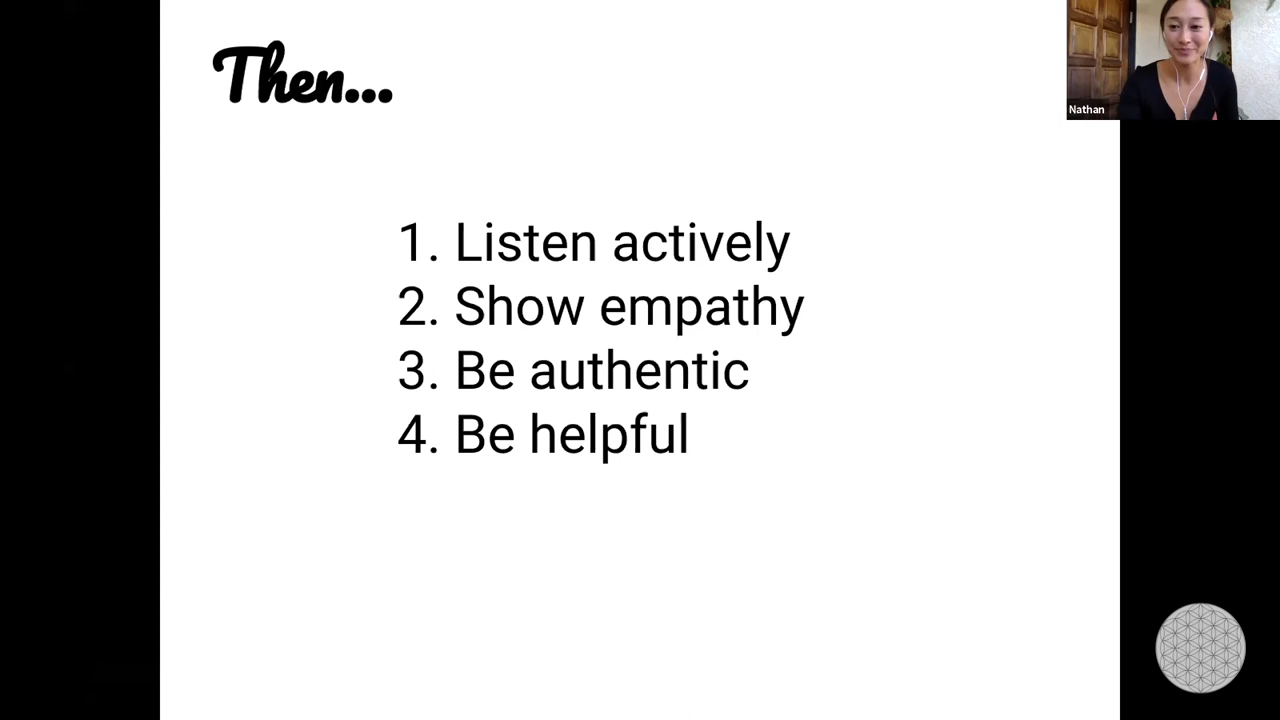 Then...
Nathan
1. Listen actively
2. Show empathy
3. Be authentic
4. Be helpful